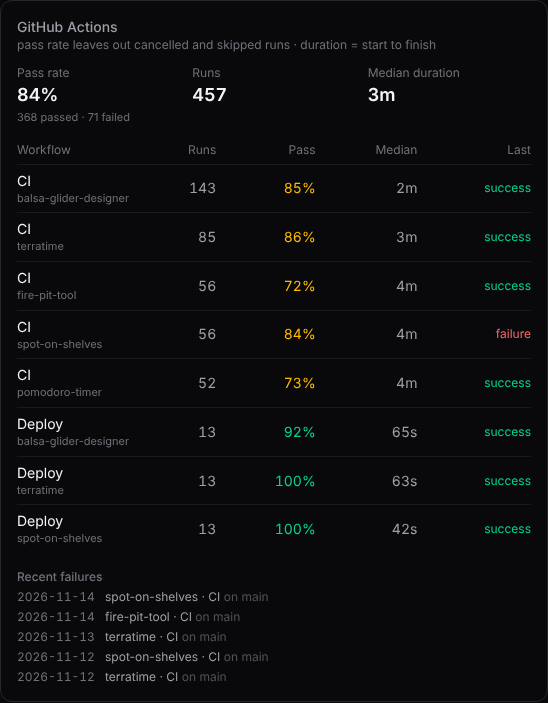 GitHub Actions
pass rate leaves out cancelled and skipped runs · duration = start to finish
Pass rate Runs Median duration
84% 457 3m
368 passed · 71 failed
Workflow Runs Pass Median Last
CI
balsa-glider-designer
143 85% 2m success
CI
terratime
85 86% 3m success
CI
fire-pit-tool
56 72% 4m success
CI
spot-on-shelves
56 84% 4m failure
CI
pomodoro-timer
52 73% 4m success
Deploy
balsa-glider-designer
13 92% 65s success
Deploy
terratime
13 100% 63s success
Deploy
spot-on-shelves
13 100% 42s success
Recent failures
2026-11-14 spot-on-shelves · CI on main
2026-11-14 fire-pit-tool · CI on main
2026-11-13 terratime · CI on main
2026-11-12 spot-on-shelves · CI on main
2026-11-12 terratime · CI on main